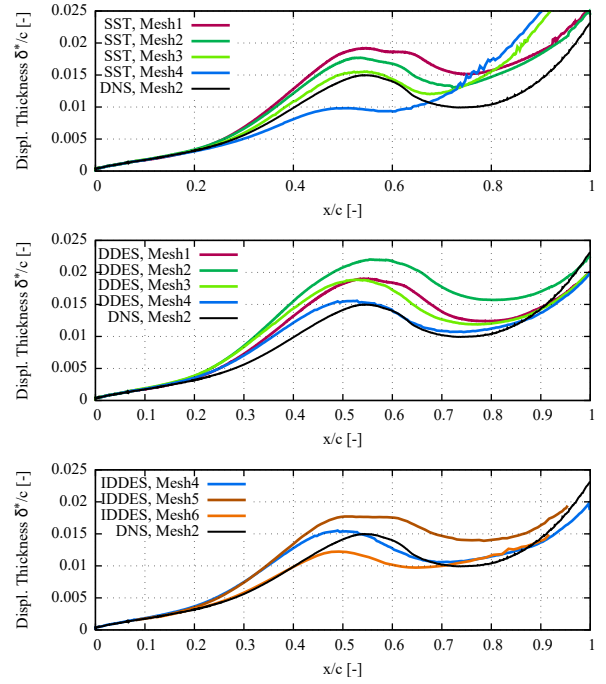 0.025
0.02
0.015
0.01
0.005
0
Displ. Thickness δ*/c [-]
SST, Mesh1
SST, Mesh2
SST, Mesh3
SST, Mesh4
DNS, Mesh2
0 0.2 0.4 0.6 0.8 1
x/c [-]
0.025
0.02
0.015
0.01
0.005
0
Displ. Thickness δ*/c [-]
DDES, Mesh1
DDES, Mesh2
DDES, Mesh3
DDES, Mesh4
DNS, Mesh2
0 0.1 0.2 0.3 0.4 0.5 0.6 0.7 0.8 0.9 1
x/c [-]
0.025
0.02
0.015
0.01
0.005
0
Displ. Thickness δ*/c [-]
IDDES, Mesh4
IDDES, Mesh5
IDDES, Mesh6
DNS, Mesh2
0 0.1 0.2 0.3 0.4 0.5 0.6 0.7 0.8 0.9 1
x/c [-]